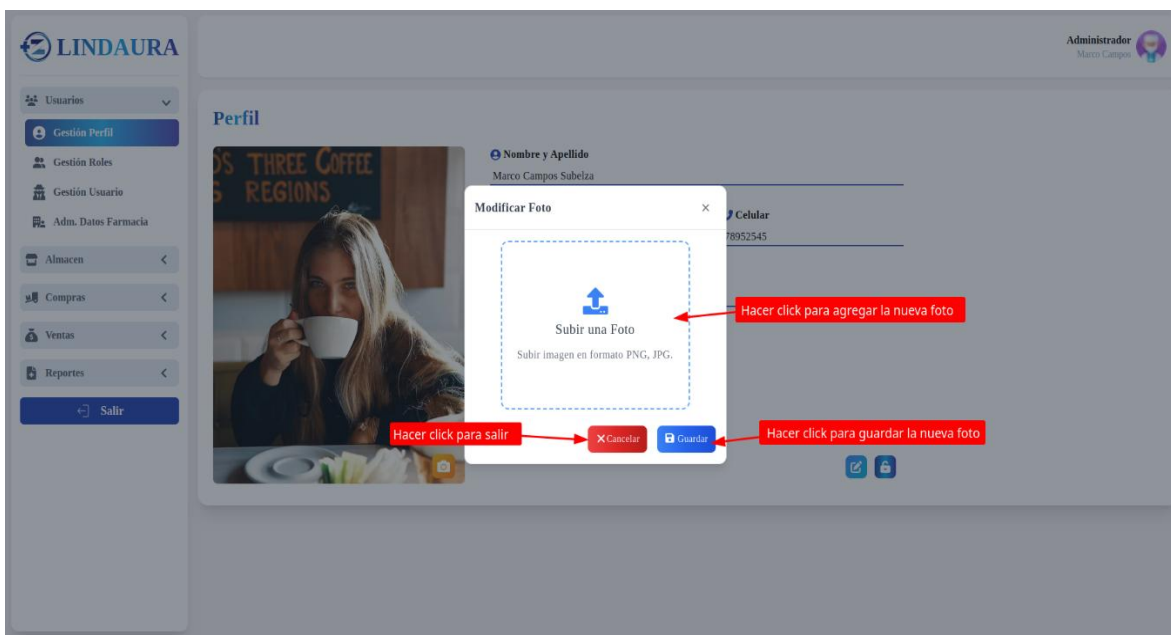 LINDAURA
Administrador
Marco Campos
Usuarios
Gestión Perfil
Gestión Roles
Gestión Usuario
Adm. Datos Farmacia
Almacen
Compras
Ventas
Reportes
Salir
Perfil
THREE COFFEE
REGIONS
Nombre y Apellido
Marco Campos Subelza
Celular
78952545
Modificar Foto
Subir una Foto
Subir imagen en formato PNG, JPG.
Cancelar
Guardar
Hacer click para agregar la nueva foto
Hacer click para salir
Hacer click para guardar la nueva foto